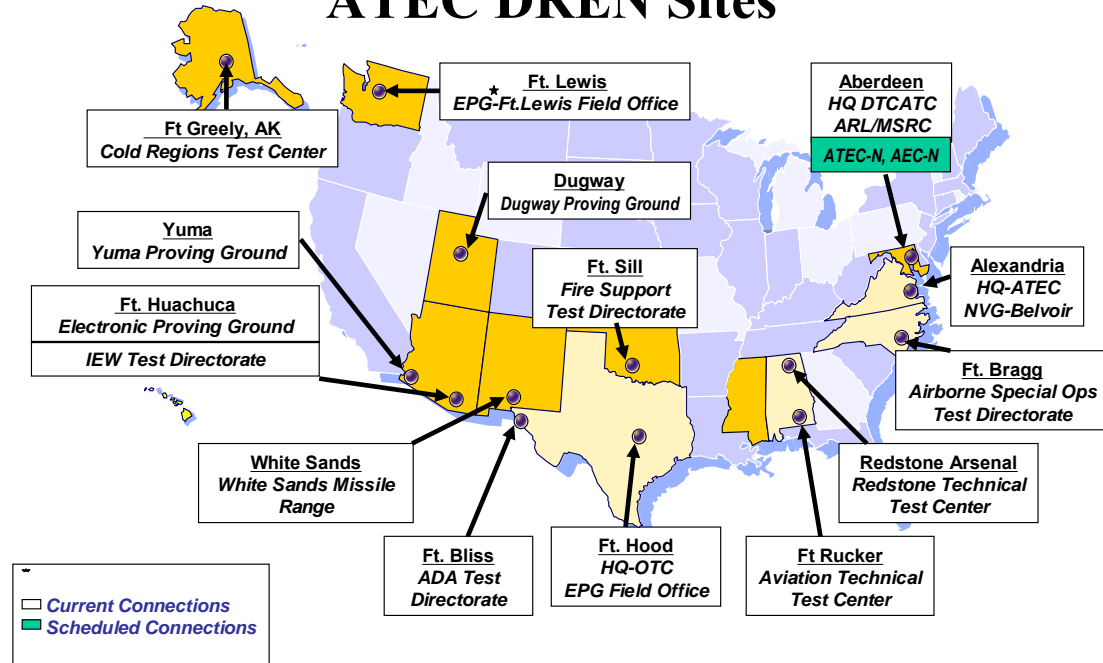 ATEC DREN Sites
Ft. Lewis
EPG-Ft.Lewis Field Office
Aberdeen
HQ DTCATC
ARL/MSRC
ATEC-N, AEC-N
Ft Greely, AK
Cold Regions Test Center
Dugway
Dugway Proving Ground
Yuma
Yuma Proving Ground
Ft. Sill
Fire Support
Test Directorate
Alexandria
HQ-ATEC
NVG-Belvoir
Ft. Huachuca
Electronic Proving Ground
IEW Test Directorate
Ft. Bragg
Airborne Special Ops
Test Directorate
White Sands
White Sands Missile
Range
Redstone Arsenal
Redstone Technical
Test Center
Ft. Bliss
ADA Test
Directorate
Ft. Hood
HQ-OTC
EPG Field Office
Ft Rucker
Aviation Technical
Test Center
Current Connections
Scheduled Connections